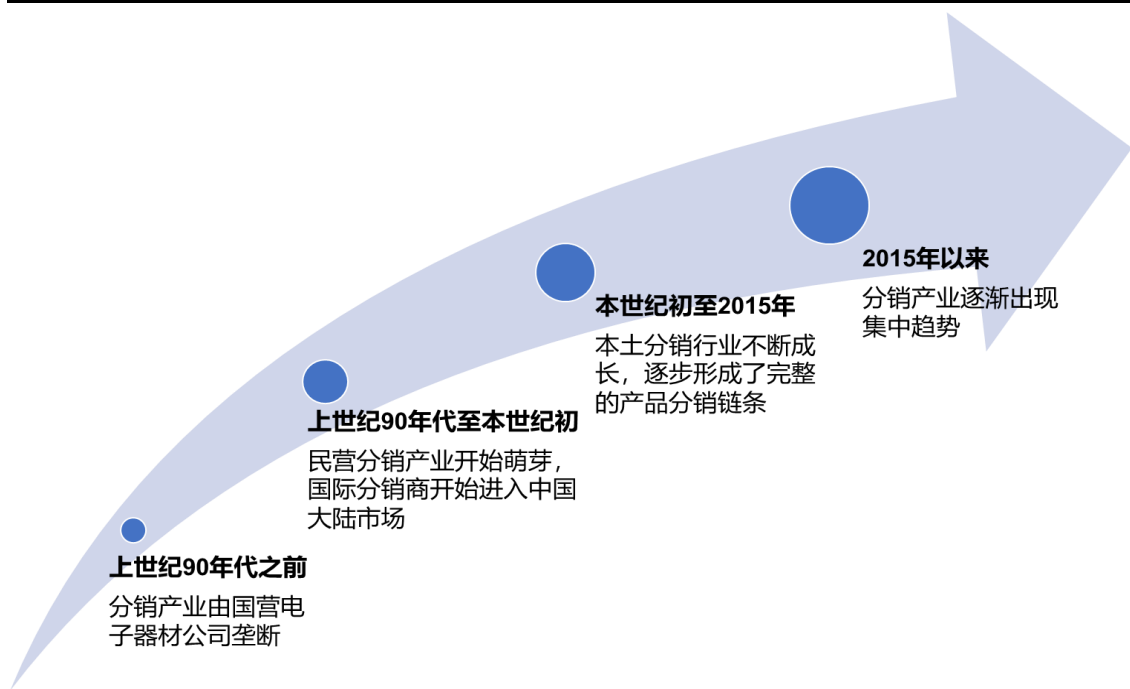 上世纪90年代之前
分销产业由国营电
子器材公司垄断
上世纪90年代至本世纪初
民营分销产业开始萌芽，
国际分销商开始进入中国
大陆市场
本世纪初至2015年
本土分销行业不断成
长，逐步形成了完整
的产品分销链条
2015年以来
分销产业逐渐出现
集中趋势